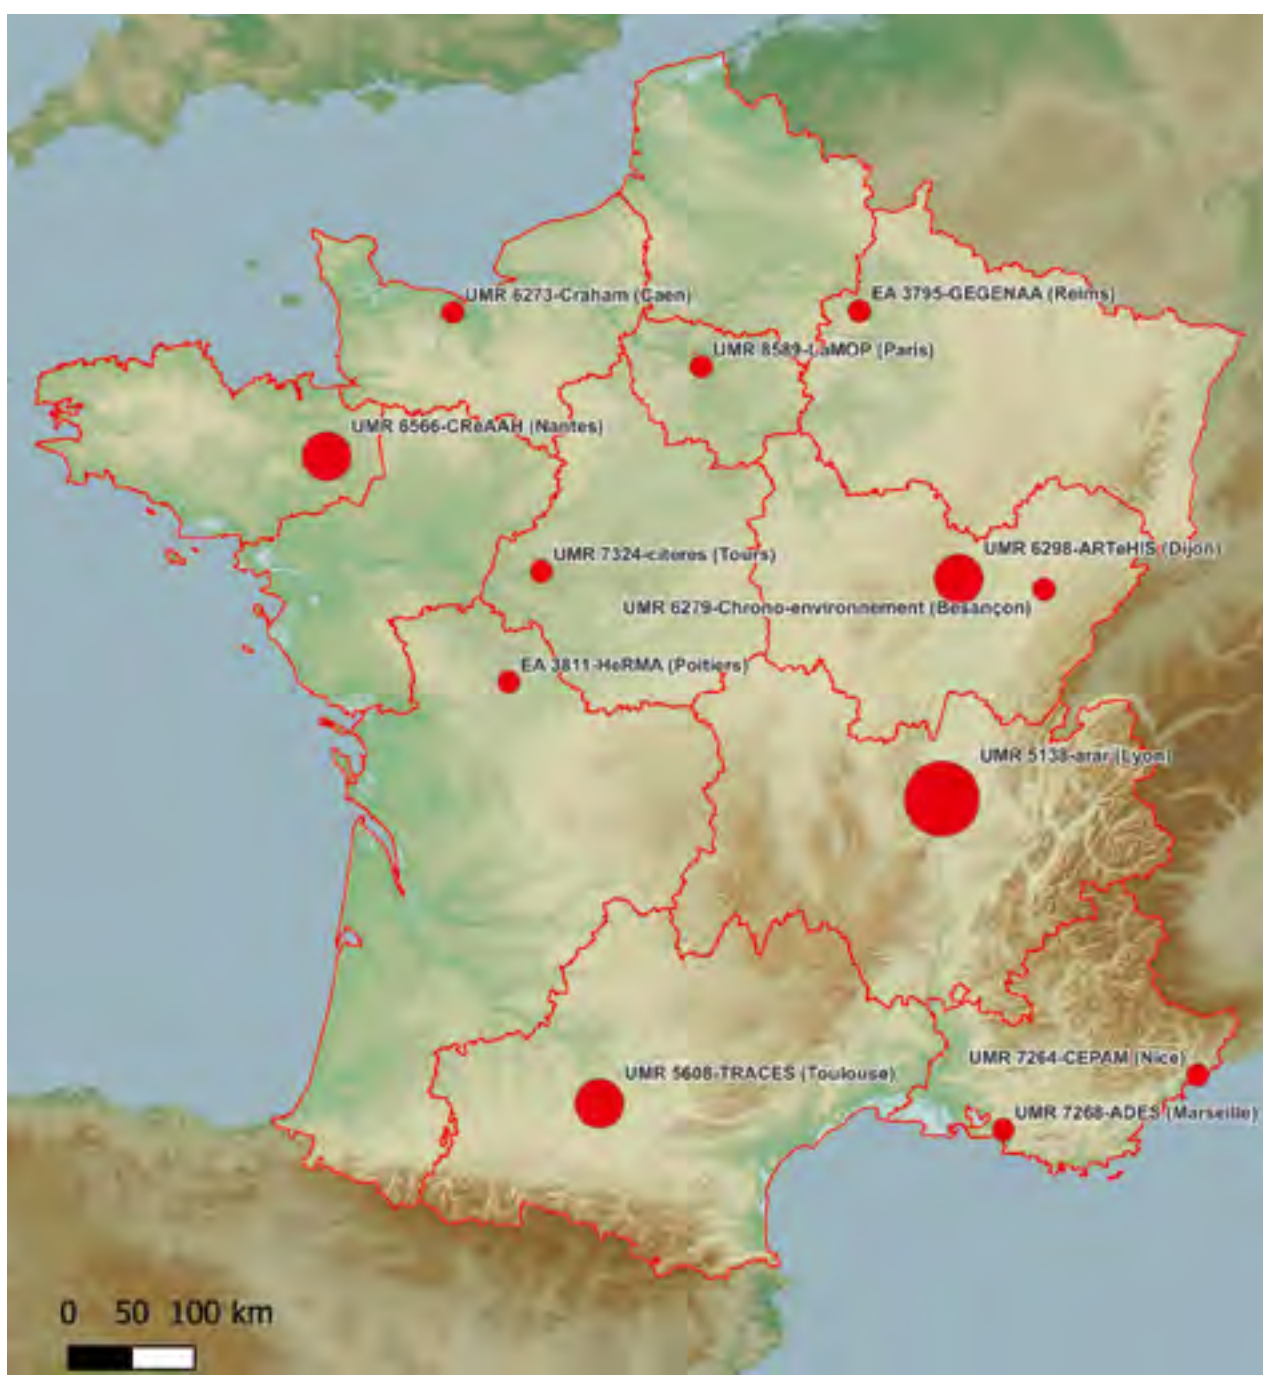 EA 3795-GEGENAA (Reims)
UMR 6273-Craham (Caen)
UMR 8589-LaMOP (Paris)
UMR 6566-CReAAH (Nantes)
UMR 6298-ARTeHIS (Dijon)
UMR 7324-citeres (Tours)
UMR 6279-Chrono-environnement (Besançon)
EA 3811-HeRMA (Poitiers)
UMR 5138-arar (Lyon)
UMR 7264-CEPAM (Nice)
UMR 5608-TRACES (Toulouse)
UMR 7268-ADES (Marseille)
0 50 100 km